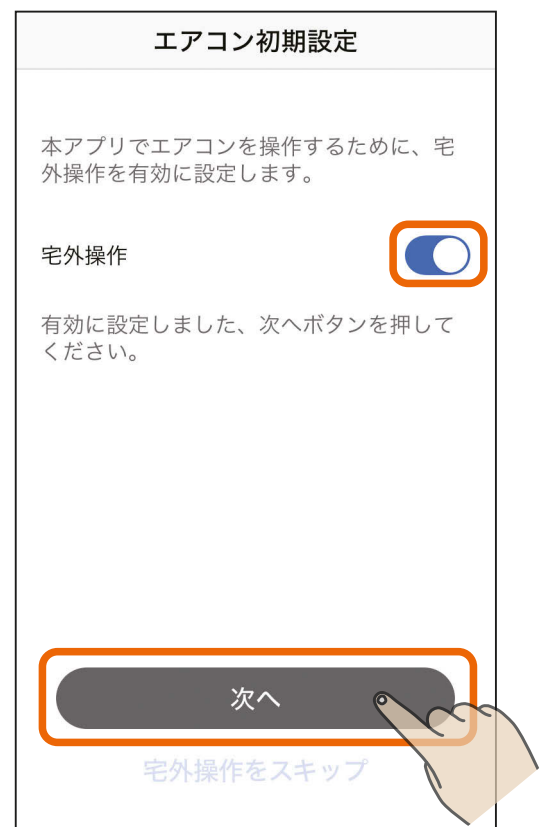 エアコン初期設定
本アプリでエアコンを操作するために、宅
外操作を有効に設定します。
宅外操作
有効に設定しました、次へボタンを押して
ください。
次へ
宅外操作をスキップ